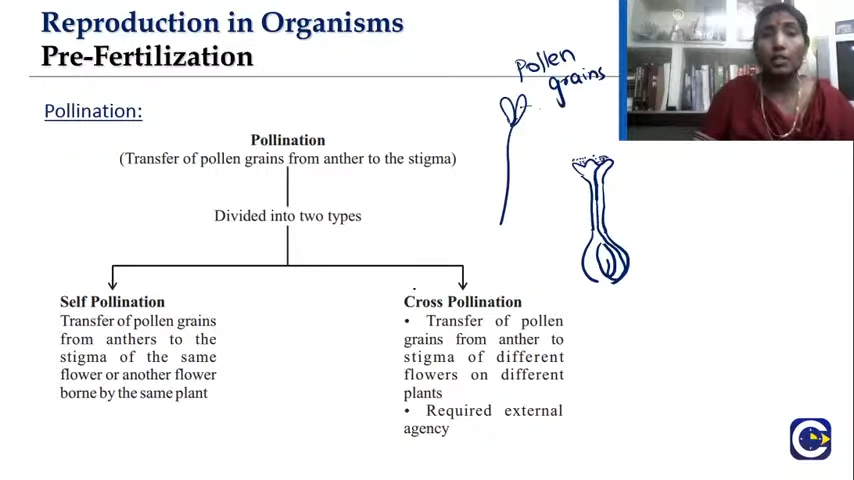 Reproduction in Organisms
Pre-Fertilization
Pollen
grains
Pollination:
Pollination
(Transfer of pollen grains from anther to the stigma)
Divided into two types
Self Pollination
Transfer of pollen grains
from anthers to the
stigma of the same
flower or another flower
borne by the same plant
Cross Pollination
• Transfer of pollen
grains from anther to
stigma of different
flowers on different
plants
• Required external
agency